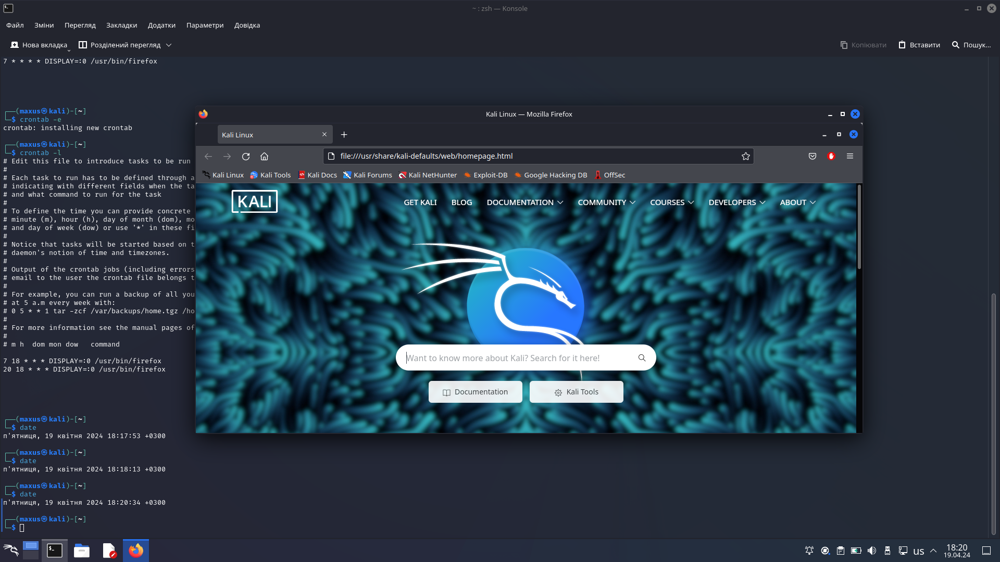 ~ : zsh — Konsole
Файл Зміни Перегляд Закладки Додатки Параметри Довідка
Нова вкладка Розділений перегляд Копіювати Вставити Пошук...
7 * * * * DISPLAY=:0 /usr/bin/firefox
┌──(maxus㉿kali)-[~]
└─$ crontab -e
crontab: installing new crontab
┌──(maxus㉿kali)-[~]
└─$ crontab -l
# Edit this file to introduce tasks to be run
#
# Each task to run has to be defined through a
# indicating with different fields when the ta
# and what command to run for the task
#
# To define the time you can provide concrete
# minute (m), hour (h), day of month (dom), mo
# and day of week (dow) or use '*' in these fi
#
# Notice that tasks will be started based on t
# daemon's notion of time and timezones.
#
# Output of the crontab jobs (including errors
# email to the user the crontab file belongs t
#
# For example, you can run a backup of all you
# at 5 a.m every week with:
# 0 5 * * 1 tar -zcf /var/backups/home.tgz /ho
#
# For more information see the manual pages of
#
# m h  dom mon dow   command
7 18 * * * DISPLAY=:0 /usr/bin/firefox
20 18 * * * DISPLAY=:0 /usr/bin/firefox
┌──(maxus㉿kali)-[~]
└─$ date
п'ятниця, 19 квітня 2024 18:17:53 +0300
┌──(maxus㉿kali)-[~]
└─$ date
п'ятниця, 19 квітня 2024 18:18:13 +0300
┌──(maxus㉿kali)-[~]
└─$ date
п'ятниця, 19 квітня 2024 18:20:34 +0300
┌──(maxus㉿kali)-[~]
└─$
Kali Linux — Mozilla Firefox
Kali Linux
file:///usr/share/kali-defaults/web/homepage.html
Kali Linux Kali Tools Kali Docs Kali Forums Kali NetHunter Exploit-DB Google Hacking DB OffSec
KALI GET KALI BLOG DOCUMENTATION COMMUNITY COURSES DEVELOPERS ABOUT
Want to know more about Kali? Search for it here!
Documentation Kali Tools
us 18:20
19.04.24